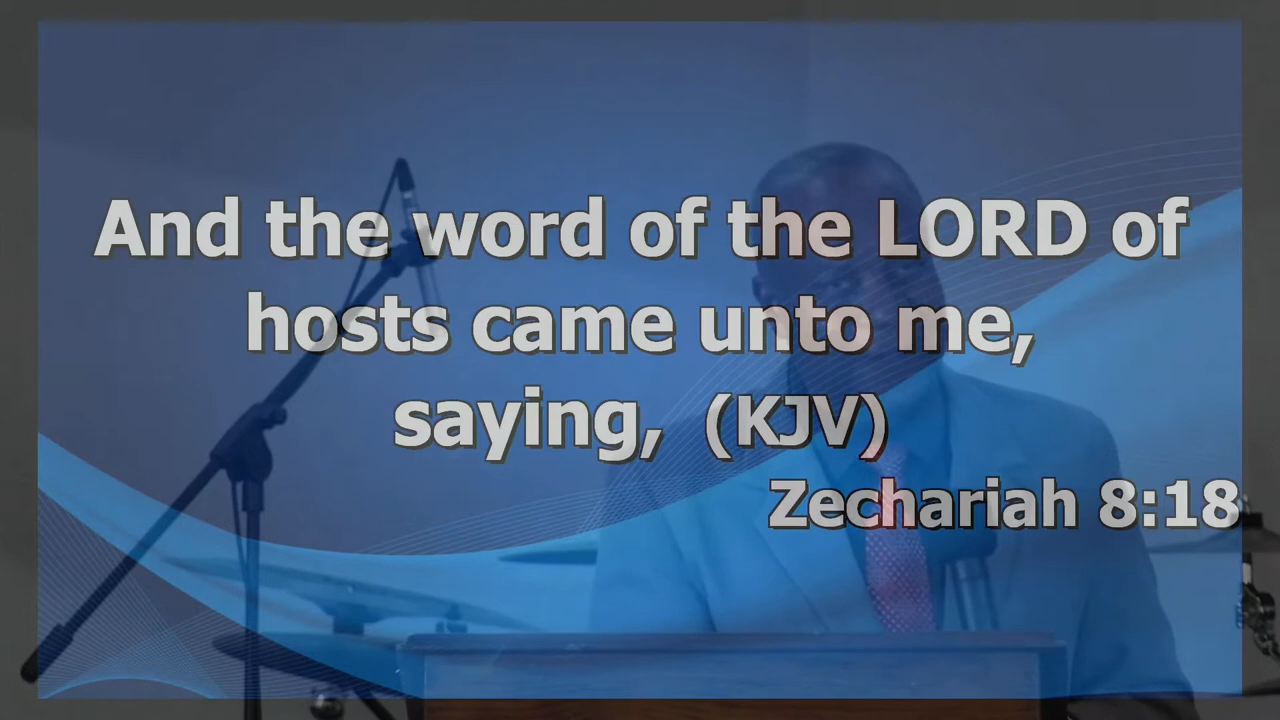 And the word of the LORD of
hosts came unto me,
saying, (KJV)
Zechariah 8:18